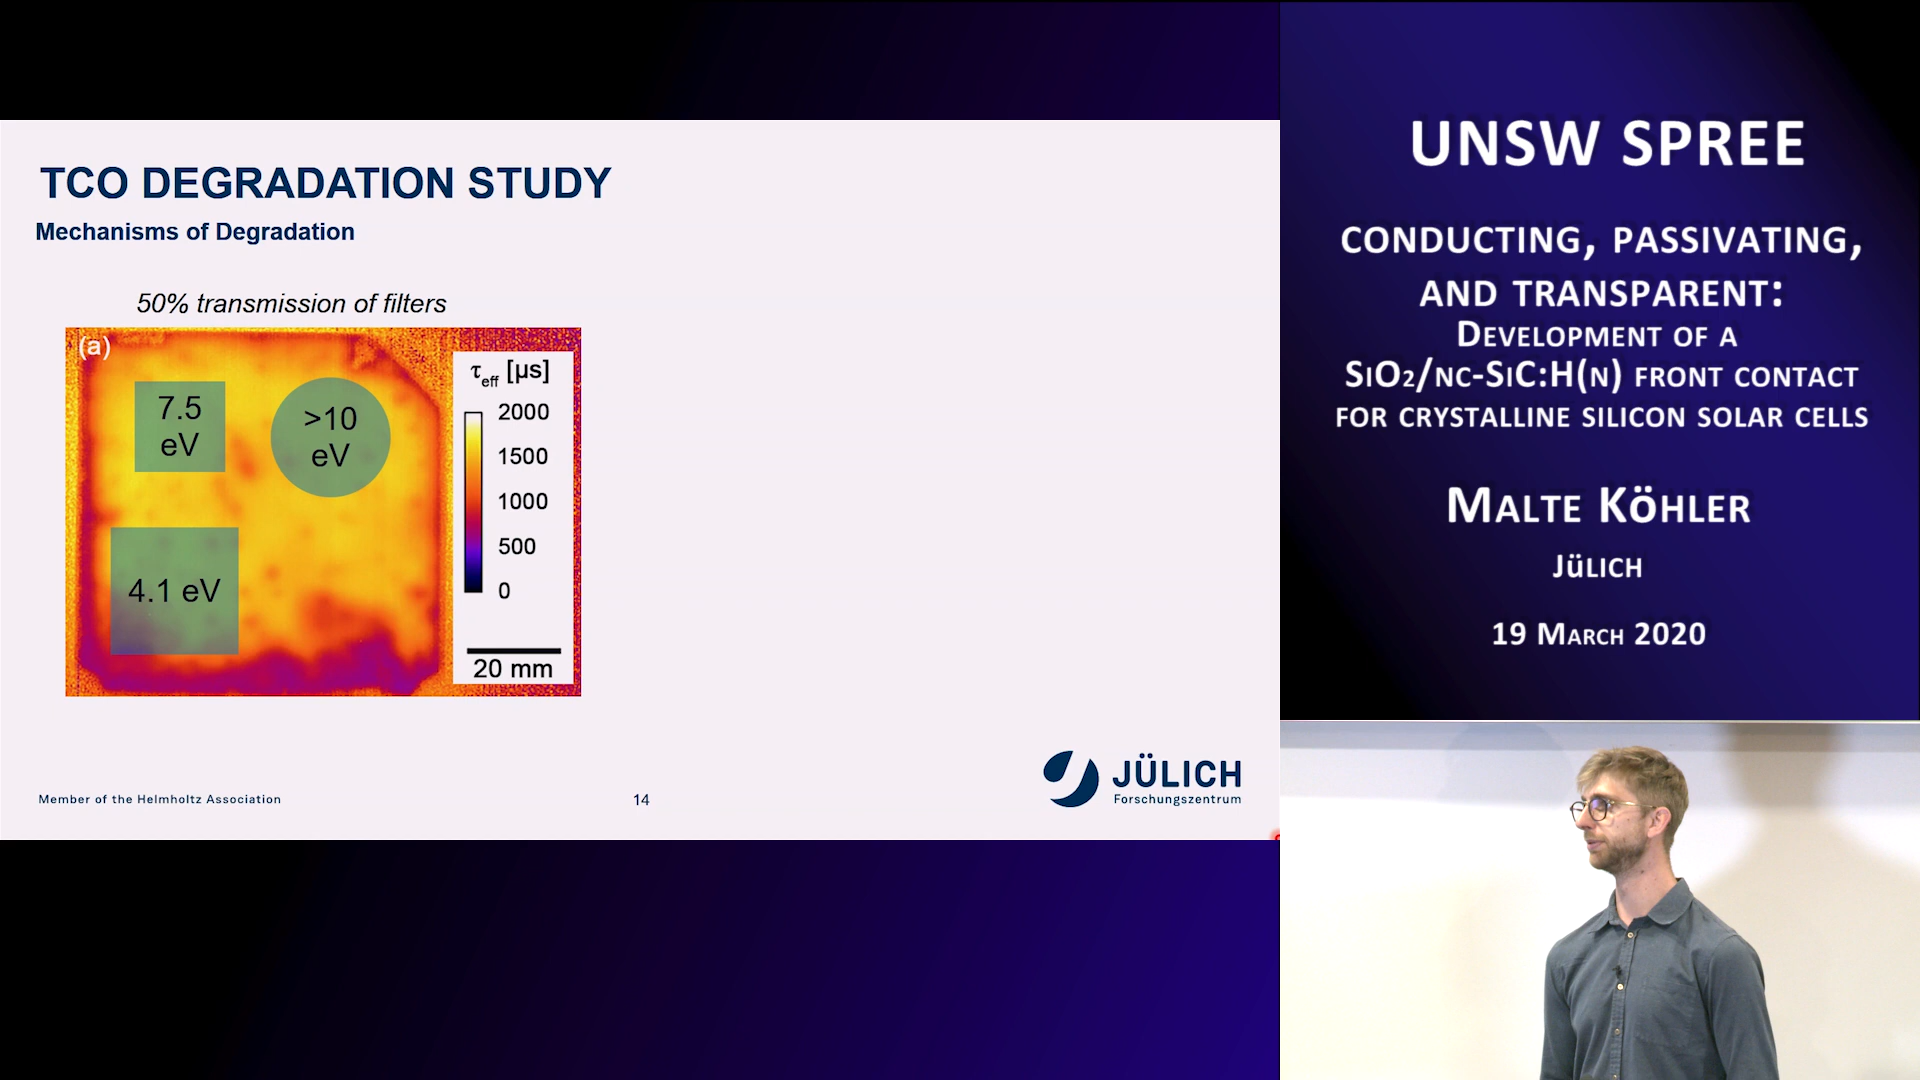 TCO DEGRADATION STUDY
Mechanisms of Degradation
50% transmission of filters
(a)
7.5
eV
>10
eV
4.1 eV
τeff [µs]
2000
1500
1000
500
0
20 mm
Member of the Helmholtz Association
14
JÜLICH
Forschungszentrum
UNSW SPREE
CONDUCTING, PASSIVATING,
AND TRANSPARENT:
DEVELOPMENT OF A
SiO2/NC-SiC:H(N) FRONT CONTACT
FOR CRYSTALLINE SILICON SOLAR CELLS
MALTE KÖHLER
JÜLICH
19 MARCH 2020